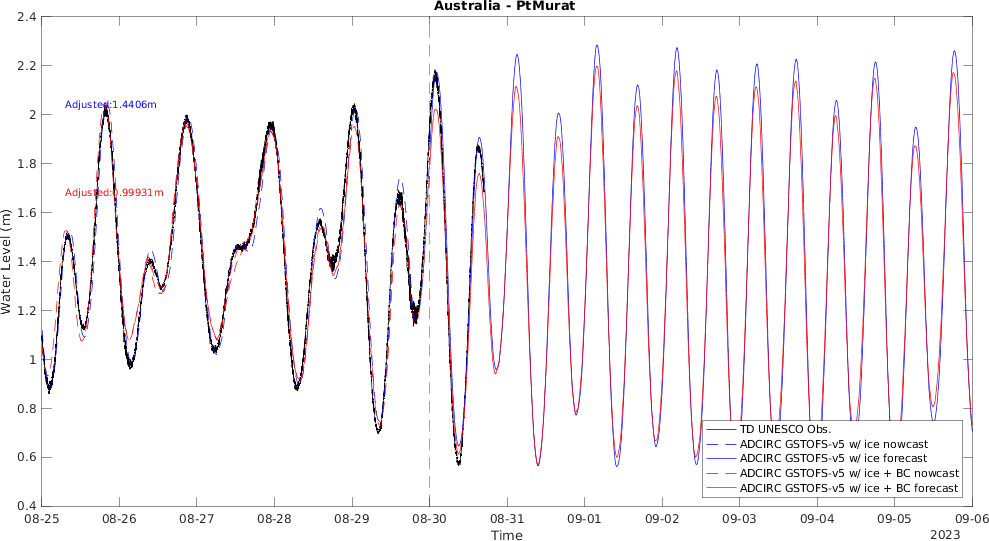 Australia - PtMurat
2.4
2.2
2
1.8
1.6
1.4
1.2
1
0.8
0.6
0.4
Water Level (m)
Adjusted:1.4406m
Adjusted:0.99931m
TD UNESCO Obs.
ADCIRC GSTOFS-v5 w/ ice nowcast
ADCIRC GSTOFS-v5 w/ ice forecast
ADCIRC GSTOFS-v5 w/ ice + BC nowcast
ADCIRC GSTOFS-v5 w/ ice + BC forecast
08-25 08-26 08-27 08-28 08-29 08-30 08-31 09-01 09-02 09-03 09-04 09-05 09-06
Time
2023